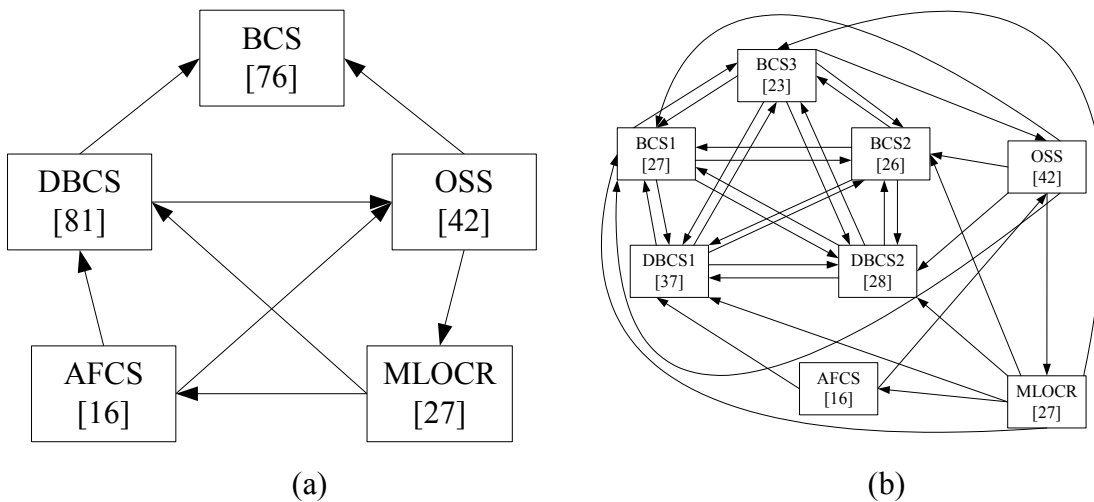 BCS
[76]
DBCS
[81]
OSS
[42]
AFCS
[16]
MLOCR
[27]
(a)
BCS3
[23]
BCS1
[27]
BCS2
[26]
OSS
[42]
DBCS1
[37]
DBCS2
[28]
AFCS
[16]
MLOCR
[27]
(b)